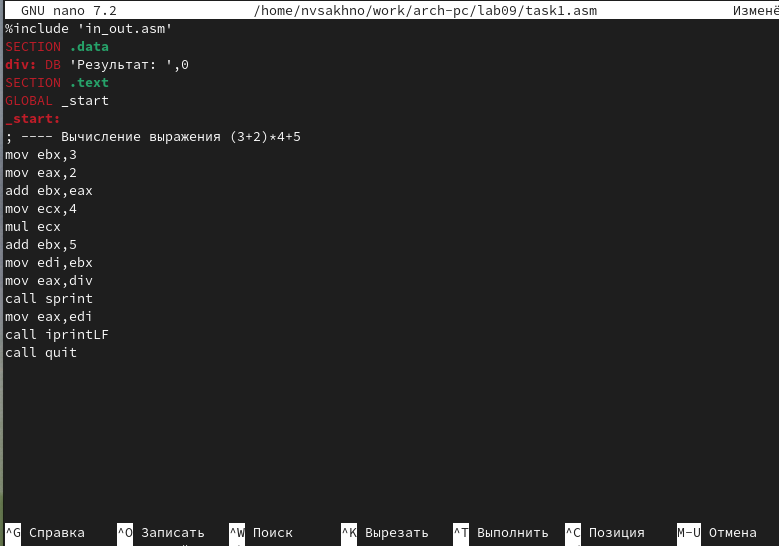 GNU nano 7.2 /home/nvsakhno/work/arch-pc/lab09/task1.asm Изменё
%include 'in_out.asm'
SECTION .data
div: DB 'Результат: ',0
SECTION .text
GLOBAL _start
_start:
; ---- Вычисление выражения (3+2)*4+5
mov ebx,3
mov eax,2
add ebx,eax
mov ecx,4
mul ecx
add ebx,5
mov edi,ebx
mov eax,div
call sprint
mov eax,edi
call iprintLF
call quit
^G Справка ^O Записать ^W Поиск ^K Вырезать ^T Выполнить ^C Позиция M-U Отмена